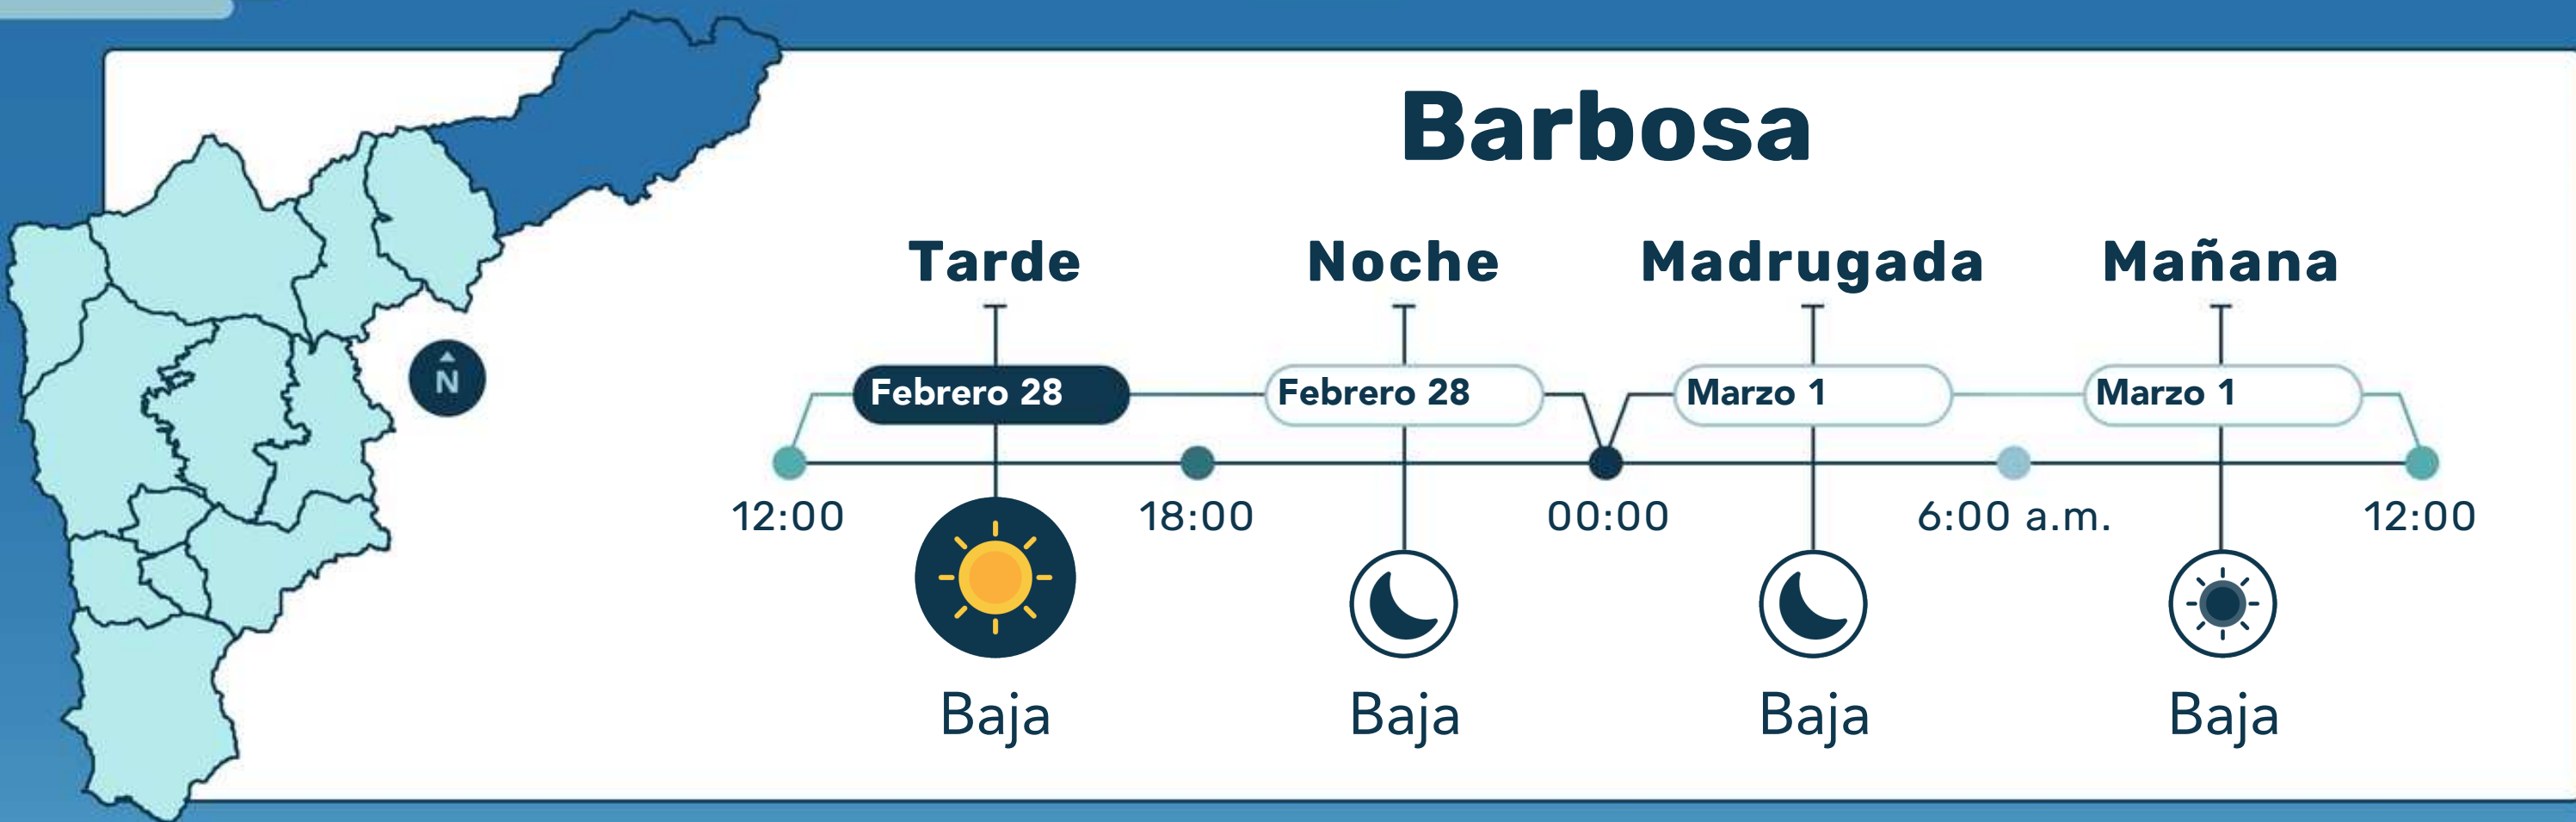 Barbosa
Tarde Noche Madrugada Mañana
Febrero 28 Febrero 28 Marzo 1 Marzo 1
N
12:00 18:00 00:00 6:00 a.m. 12:00
Baja Baja Baja Baja